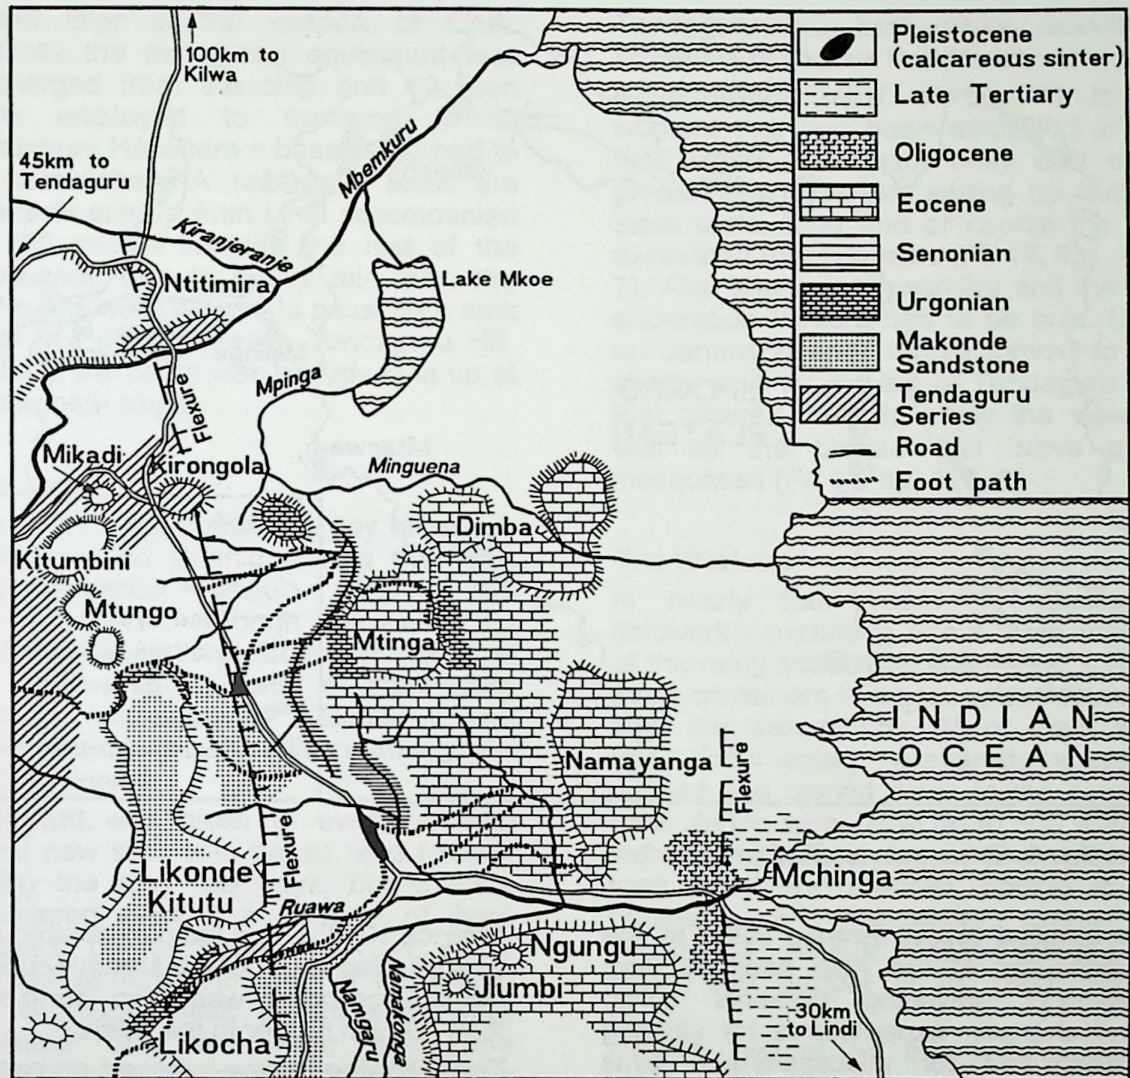 100km to
Kilwa
45km to
Tendaguru
Mbemkuru
Kiranjeranje
Ntitimira
Lake Mkoe
Flexure
Mpinga
Mikadi
Kirongola
Minguena
Dimba
Kitumbini
Mtungo
Mtinga
Namayanga
Flexure
INDIAN
OCEAN
Likonde
Kitutu
Flexure
Ruawa
Mchinga
Ngungu
Jlumbi
Namgaru
Namakonga
Likocha
30km
to Lindi
Pleistocene
(calcareous sinter)
Late Tertiary
Oligocene
Eocene
Senonian
Urgonian
Makonde
Sandstone
Tendaguru
Series
Road
Foot path